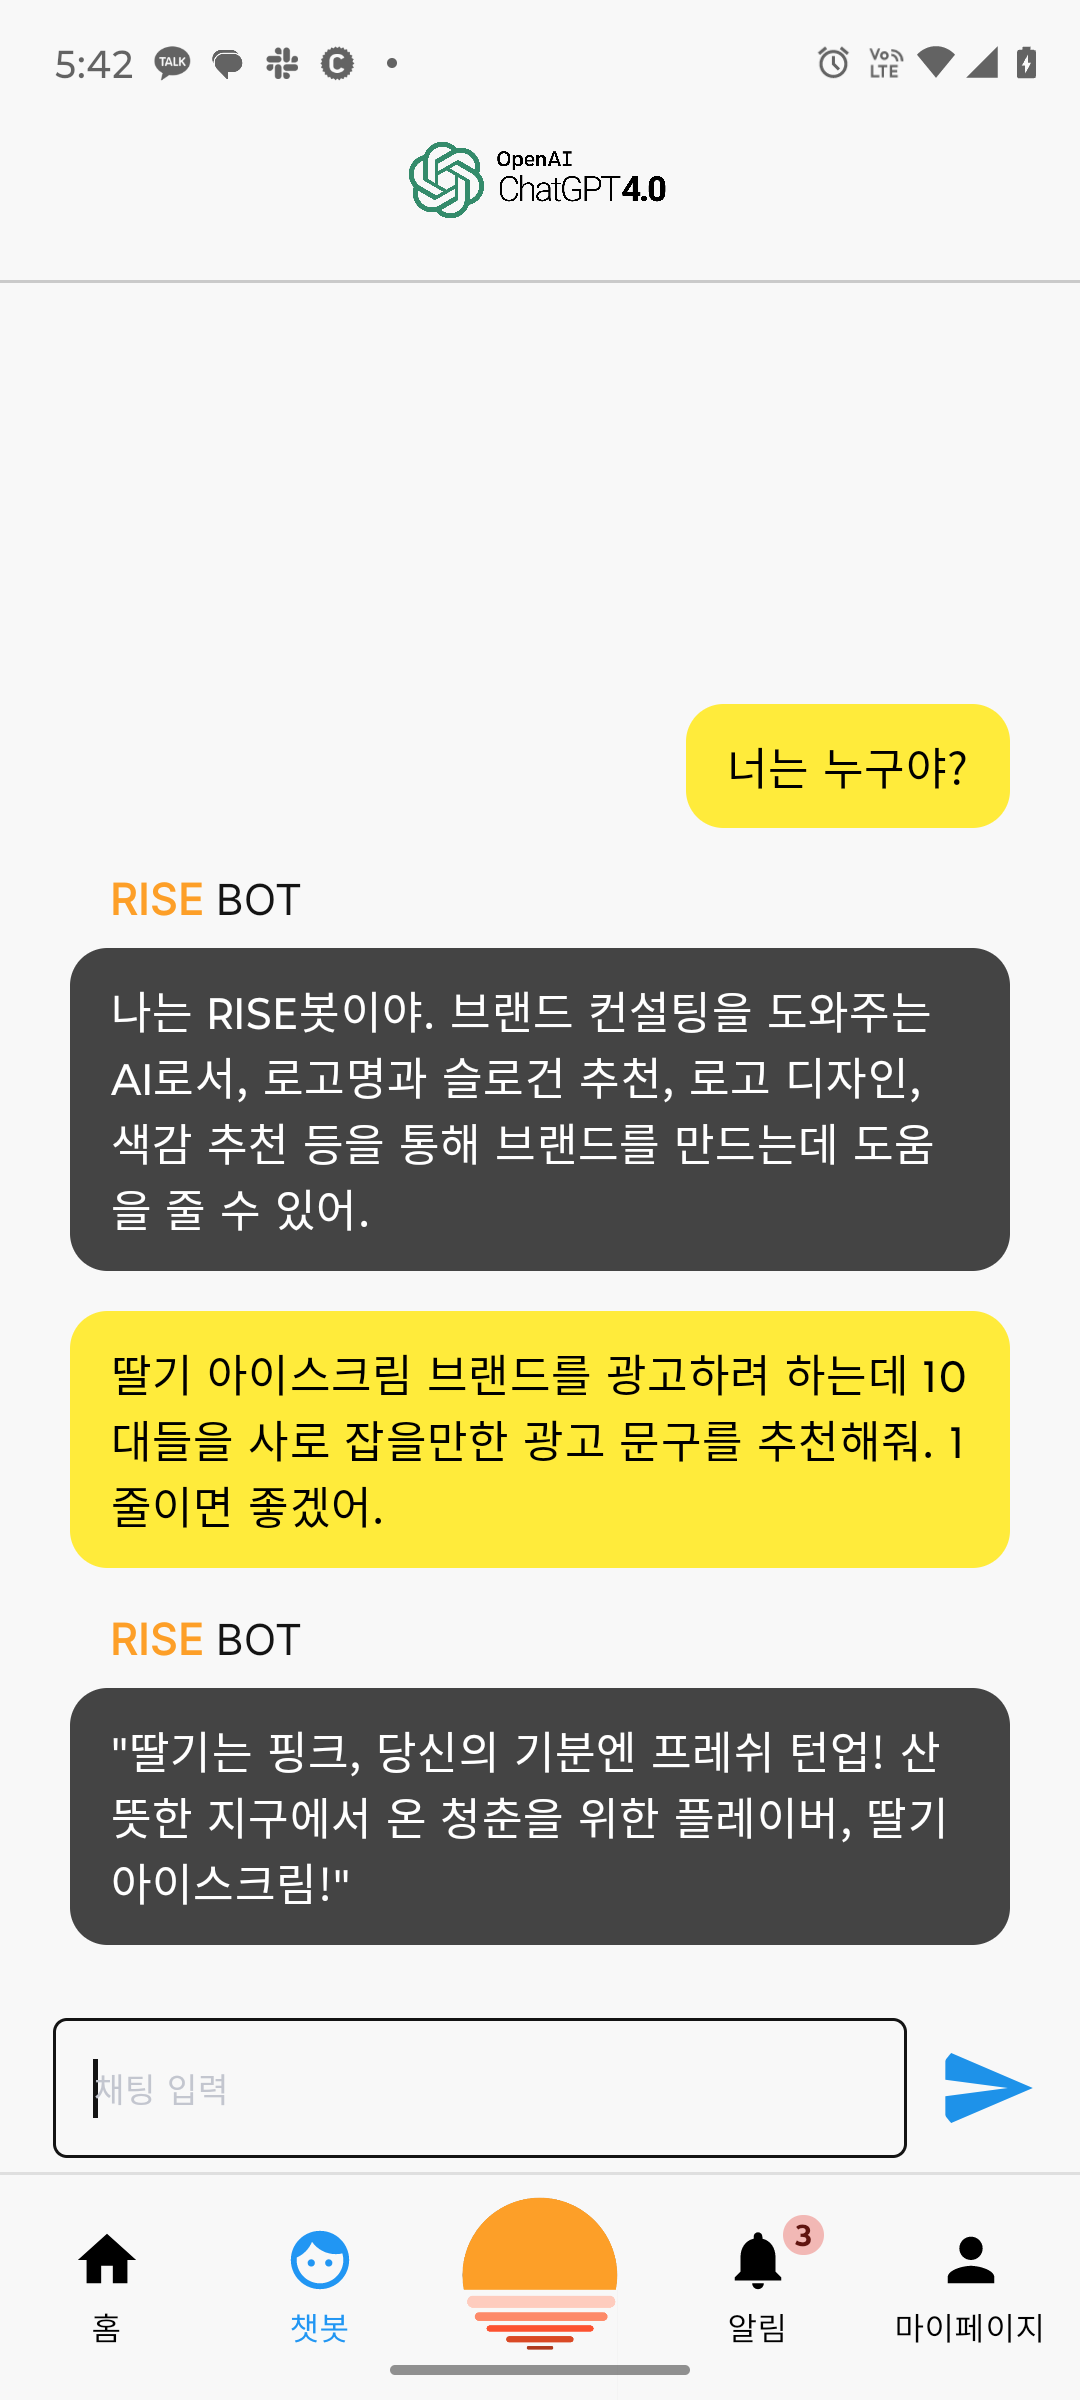 5:42
TALK
C
Vo
LTE
OpenAI
ChatGPT4.0
너는 누구야?
RISE BOT
나는 RISE봇이야. 브랜드 컨설팅을 도와주는
AI로서, 로고명과 슬로건 추천, 로고 디자인,
색감 추천 등을 통해 브랜드를 만드는데 도움
을 줄 수 있어.
딸기 아이스크림 브랜드를 광고하려 하는데 10
대들을 사로 잡을만한 광고 문구를 추천해줘. 1
줄이면 좋겠어.
RISE BOT
"딸기는 핑크, 당신의 기분엔 프레쉬 턴업! 산
뜻한 지구에서 온 청춘을 위한 플레이버, 딸기
아이스크림!"
채팅 입력
3
홈
챗봇
알림
마이페이지